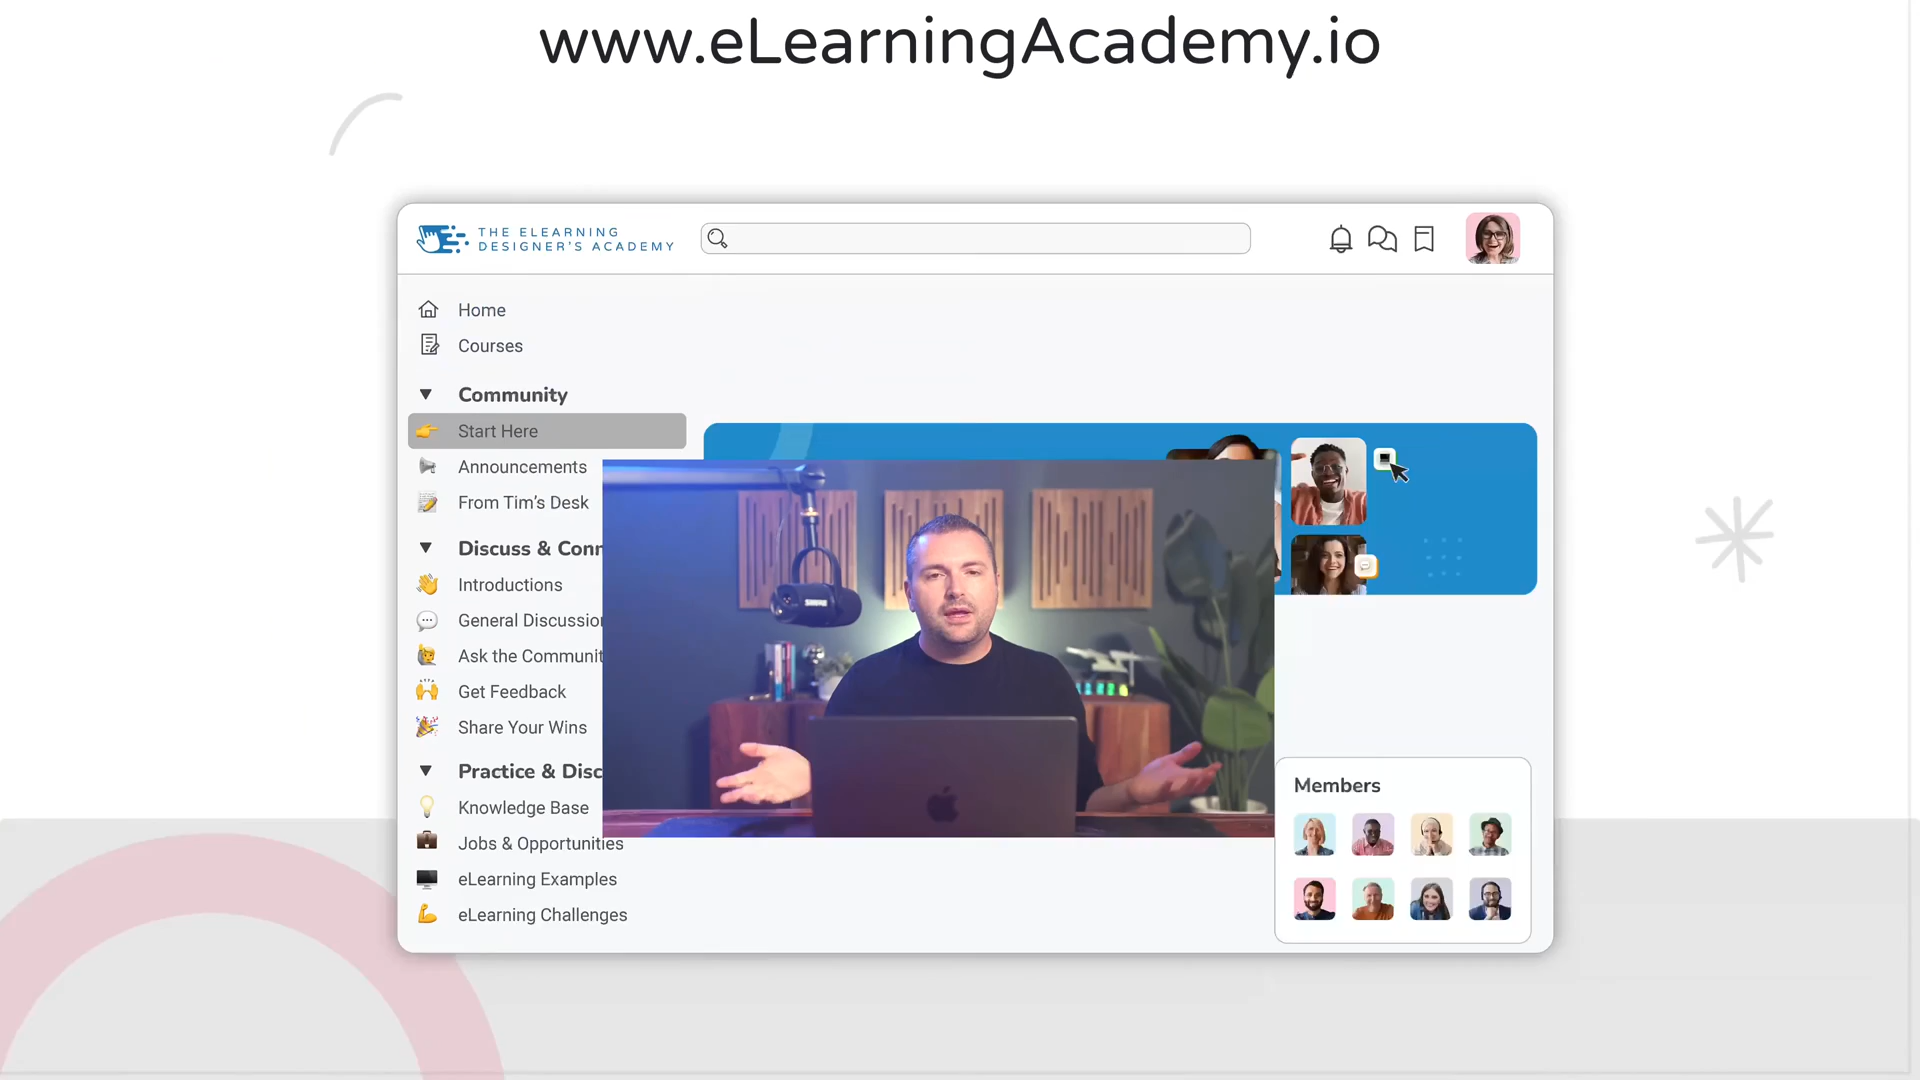 www.eLearningAcademy.io
THE ELEARNING
DESIGNER'S ACADEMY
Home
Courses
Community
Start Here
Announcements
From Tim's Desk
Discuss & Conn
Introductions
General Discussion
Ask the Communit
Get Feedback
Share Your Wins
Practice & Disc
Knowledge Base
Jobs & Opportunities
eLearning Examples
eLearning Challenges
SHURE
Members